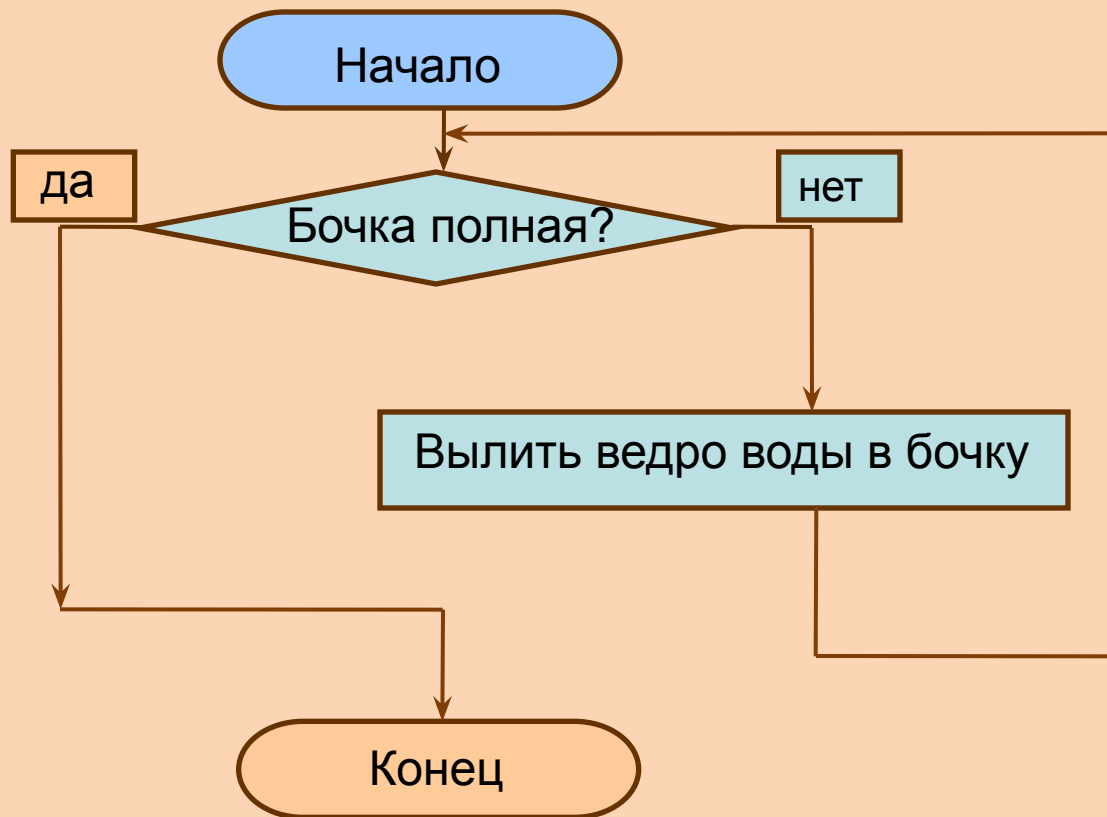 Начало
да
нет
Бочка полная?
Вылить ведро воды в бочку
Конец